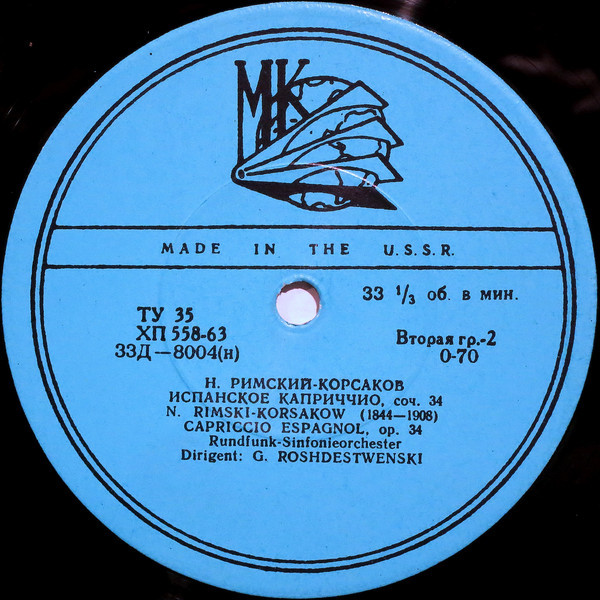 МК
MADE IN THE U.S.S.R.
33 1/3 об. в мин.
ТУ 35
ХП 558-63
33Д—8004(н)
Вторая гр.-2
0-70
Н. РИМСКИЙ-КОРСАКОВ
ИСПАНСКОЕ КАПРИЧЧИО, соч. 34
N. RIMSKI-KORSAKOW (1844—1908)
CAPRICCIO ESPAGNOL, op. 34
Rundfunk-Sinfonieorchester
Dirigent: G. ROSHDESTWENSKI